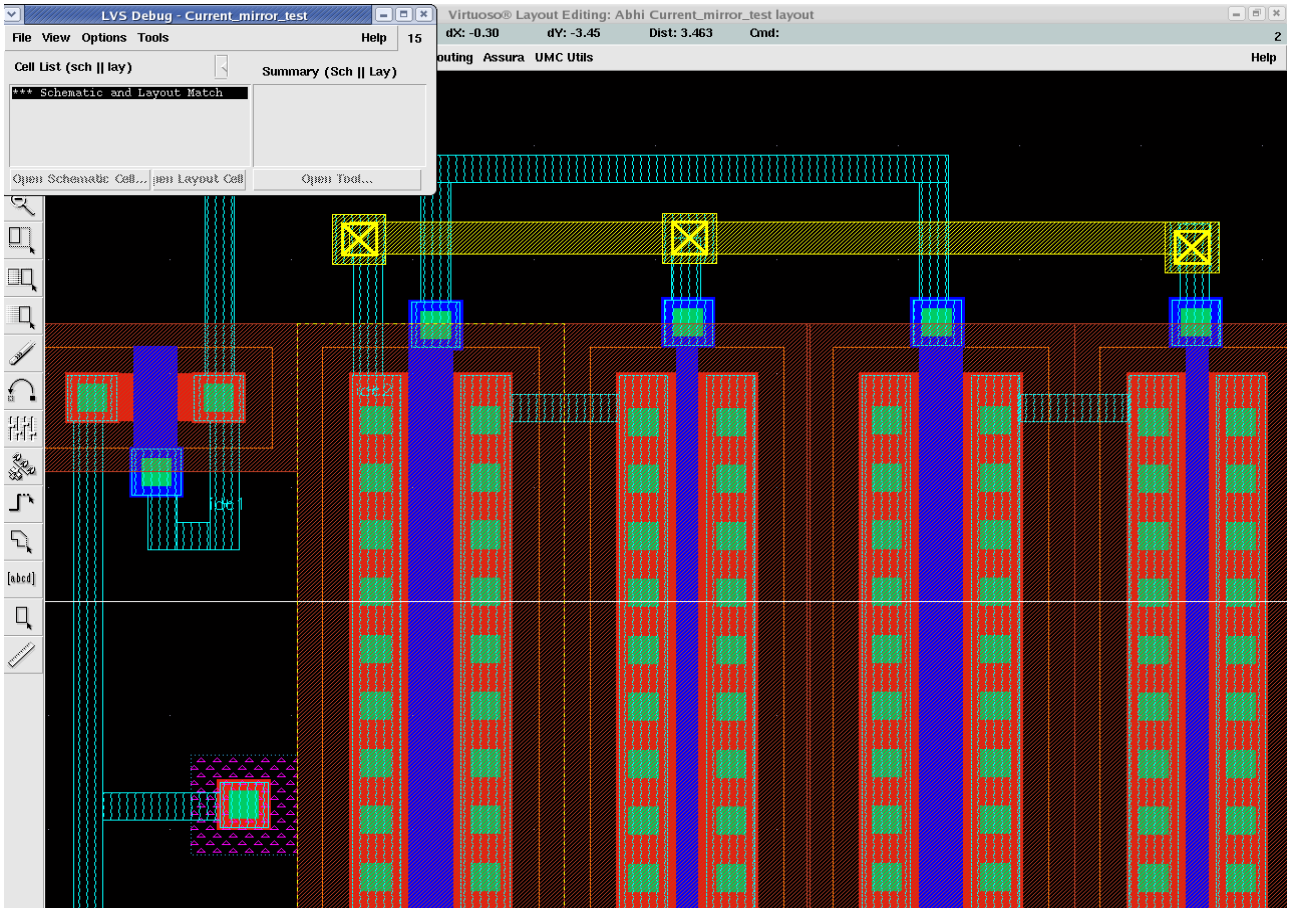 LVS Debug - Current_mirror_test
File View Options Tools Help 15
Cell List (sch || lay)
Summary (Sch || Lay)
*** Schematic and Layout Match
Open Schematic Cell...
pen Layout Cell
Open Tool...
Virtuoso® Layout Editing: Abhi Current_mirror_test layout
dX: -0.30 dY: -3.45 Dist: 3.463 Cmd:
2
outing Assura UMC Utils Help
[abcd]